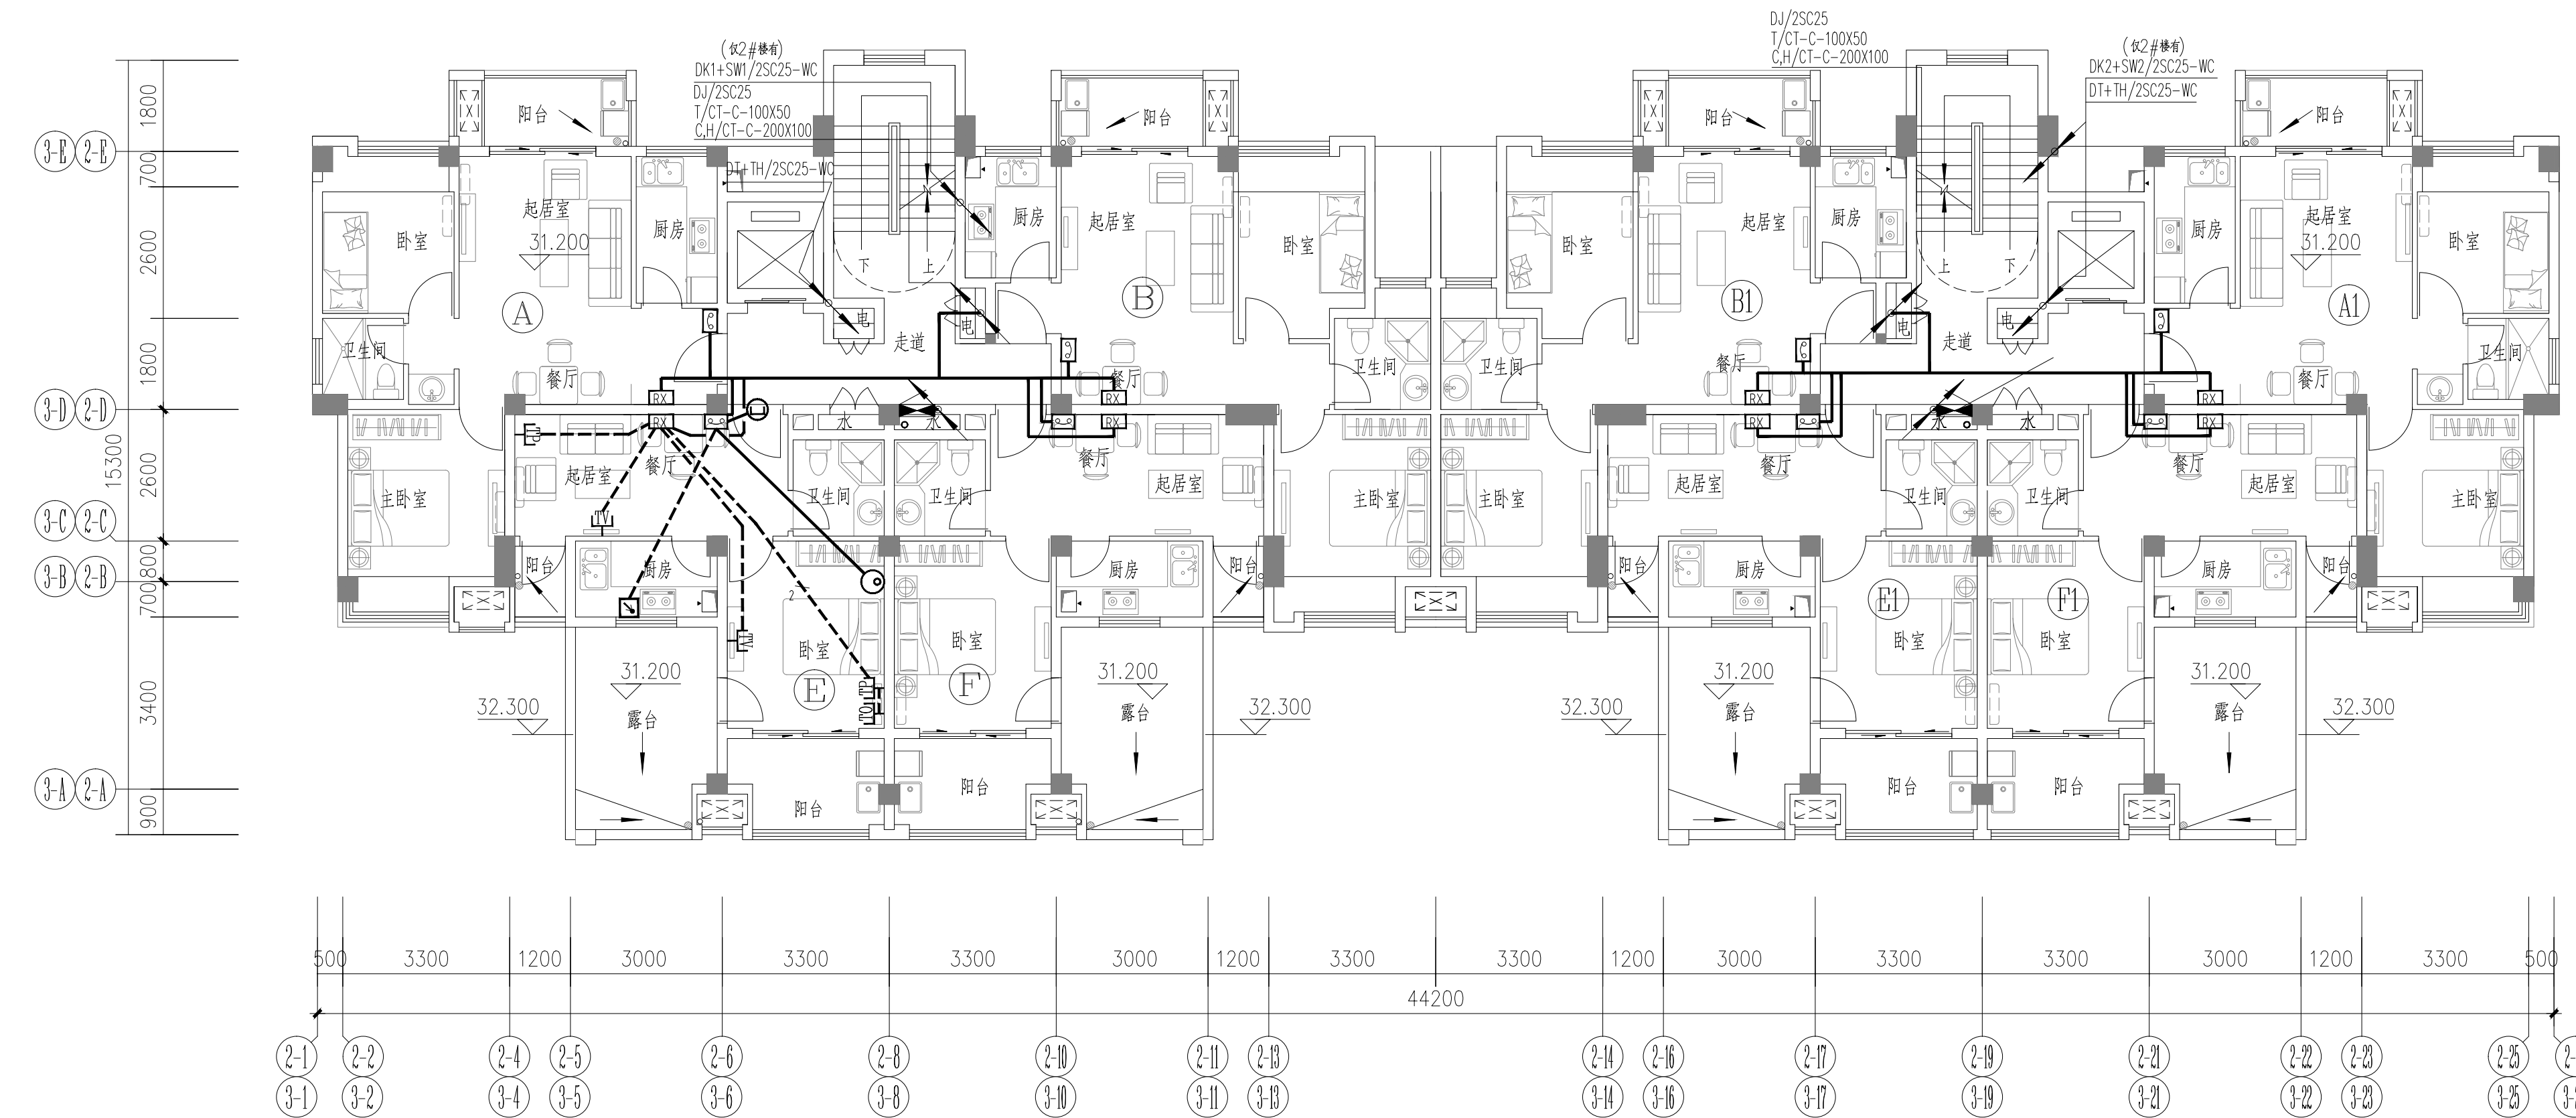 (仅2#楼有)
DK1+SW1/2SC25-WC
DJ/2SC25
T/CT-C-100X50
C,H/CT-C-200X100
DT+TH/2SC25-WC
DJ/2SC25
T/CT-C-100X50
C,H/CT-C-200X100
(仅2#楼有)
DK2+SW2/2SC25-WC
DT+TH/2SC25-WC
阳台
阳台
阳台
阳台
3-E 2-E
3-D 2-D
3-C 2-C
3-B 2-B
3-A 2-A
1800
700
2600
1800
2600
800
700
3400
900
15300
卧室
起居室
31.200
厨房
下
上
厨房
起居室
卧室
卧室
起居室
厨房
上
下
厨房
起居室
31.200
卧室
A
B
B1
A1
卫生间
餐厅
电
走道
电
餐厅
卫生间
卫生间
餐厅
电
走道
电
餐厅
卫生间
RX
RX
RX
RX
RX
RX
RX
RX
水
水
水
水
TP
TV
主卧室
起居室
餐厅
卫生间
卫生间
餐厅
起居室
主卧室
主卧室
起居室
餐厅
卫生间
卫生间
餐厅
起居室
主卧室
阳台
厨房
厨房
阳台
阳台
厨房
厨房
阳台
2
TV
卧室
卧室
E
F
TO
TP
E1
F1
卧室
卧室
31.200
31.200
31.200
31.200
32.300
32.300
32.300
32.300
露台
露台
露台
露台
阳台
阳台
阳台
阳台
500 3300 1200 3000 3300 3300 3000 1200 3300 3300 1200 3000 3300 3300 3000 1200 3300 500
44200
2-1 2-2 2-4 2-5 2-6 2-8 2-10 2-11 2-13 2-14 2-16 2-17 2-19 2-21 2-22 2-23 2-25
3-1 3-2 3-4 3-5 3-6 3-8 3-10 3-11 3-13 3-14 3-16 3-17 3-19 3-21 3-22 3-23 3-25